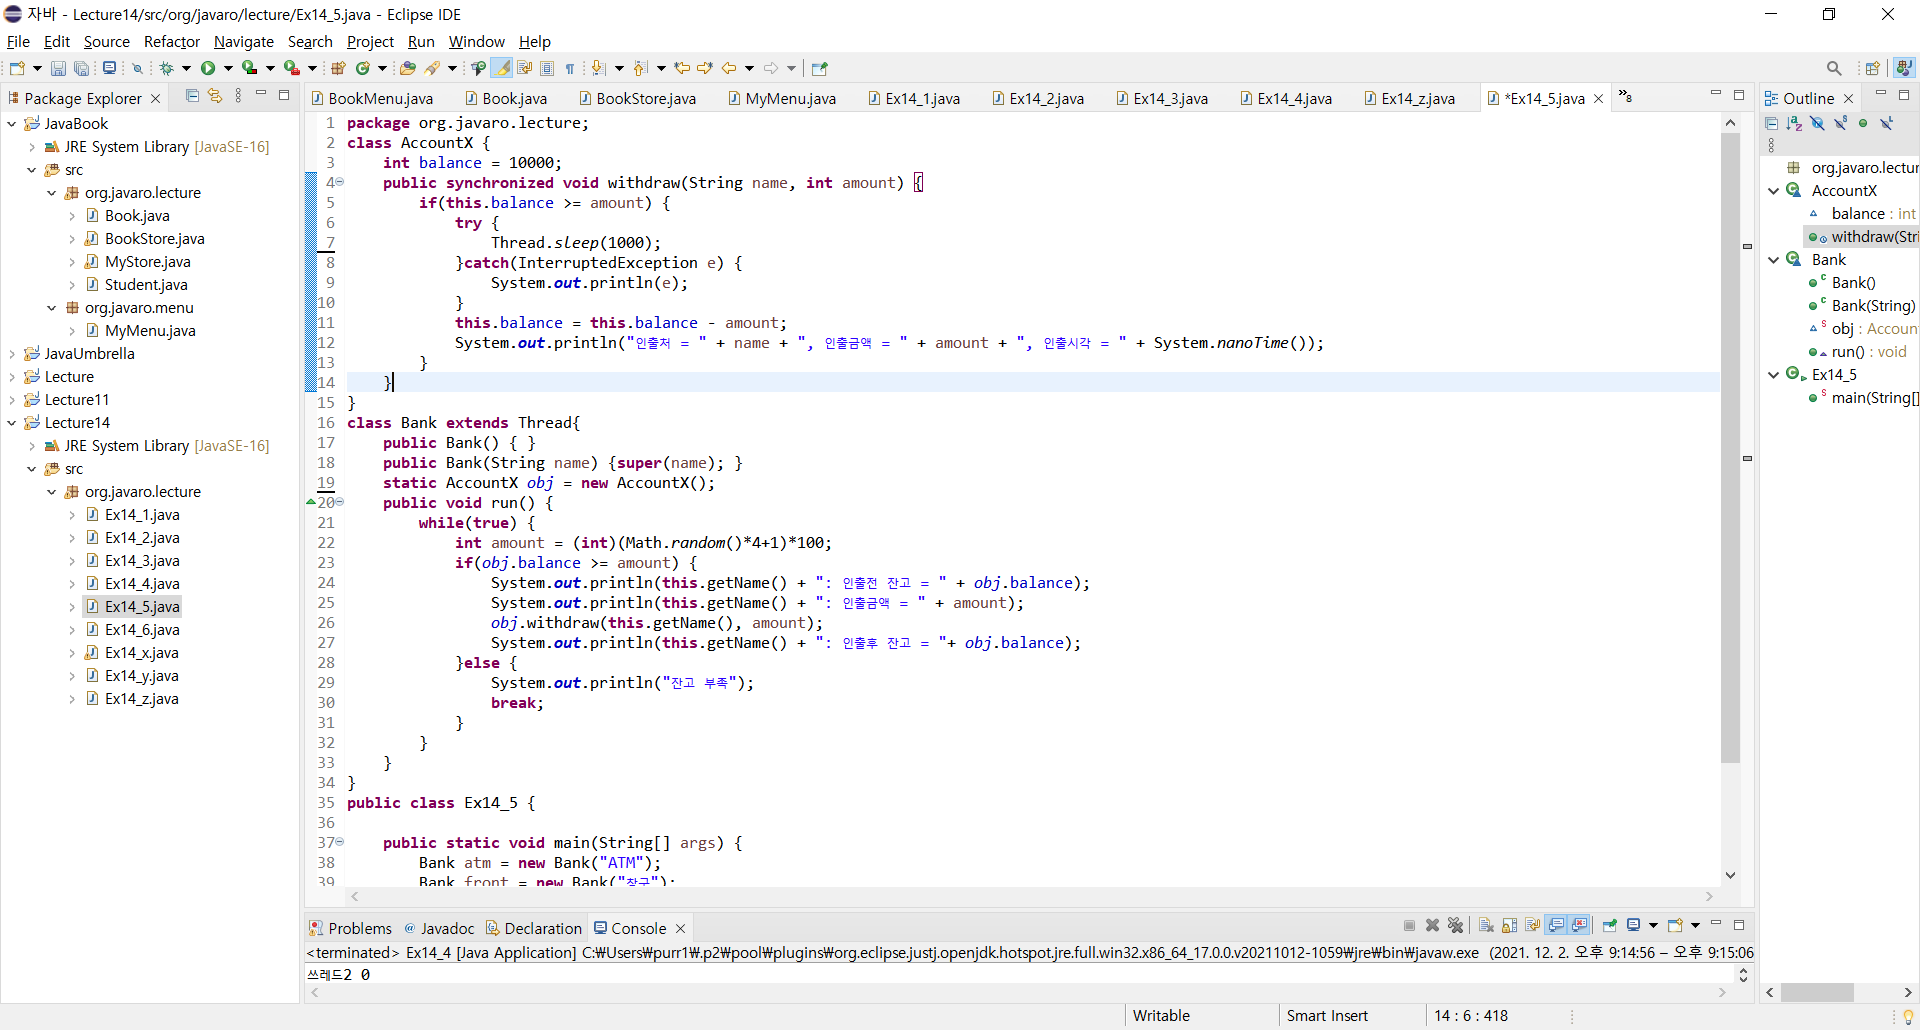 자바 - Lecture14/src/org/javaro/lecture/Ex14_5.java - Eclipse IDE
File Edit Source Refactor Navigate Search Project Run Window Help
Package Explorer
JavaBook
JRE System Library [JavaSE-16]
src
org.javaro.lecture
Book.java
BookStore.java
MyStore.java
Student.java
org.javaro.menu
MyMenu.java
JavaUmbrella
Lecture
Lecture11
Lecture14
JRE System Library [JavaSE-16]
src
org.javaro.lecture
Ex14_1.java
Ex14_2.java
Ex14_3.java
Ex14_4.java
Ex14_5.java
Ex14_6.java
Ex14_x.java
Ex14_y.java
Ex14_z.java
BookMenu.java Book.java BookStore.java MyMenu.java Ex14_1.java Ex14_2.java Ex14_3.java Ex14_4.java Ex14_z.java *Ex14_5.java »8
1 package org.javaro.lecture;
2 class AccountX {
3 int balance = 10000;
4 public synchronized void withdraw(String name, int amount) {
5 if(this.balance >= amount) {
6 try {
7 Thread.sleep(1000);
8 }catch(InterruptedException e) {
9 System.out.println(e);
10 }
11 this.balance = this.balance - amount;
12 System.out.println("인출처 = " + name + ", 인출금액 = " + amount + ", 인출시각 = " + System.nanoTime());
13 }
14 }
15 }
16 class Bank extends Thread{
17 public Bank() { }
18 public Bank(String name) {super(name); }
19 static AccountX obj = new AccountX();
20 public void run() {
21 while(true) {
22 int amount = (int)(Math.random()*4+1)*100;
23 if(obj.balance >= amount) {
24 System.out.println(this.getName() + ": 인출전 잔고 = " + obj.balance);
25 System.out.println(this.getName() + ": 인출금액 = " + amount);
26 obj.withdraw(this.getName(), amount);
27 System.out.println(this.getName() + ": 인출후 잔고 = "+ obj.balance);
28 }else {
29 System.out.println("잔고 부족");
30 break;
31 }
32 }
33 }
34 }
35 public class Ex14_5 {
36
37 public static void main(String[] args) {
38 Bank atm = new Bank("ATM");
39 Bank front = new Bank("창구");
Outline
org.javaro.lectur
AccountX
balance : int
withdraw(Stri
Bank
Bank()
Bank(String)
obj : Accoun
run() : void
Ex14_5
main(String[]
Problems Javadoc Declaration Console
<terminated> Ex14_4 [Java Application] C:₩Users₩purr1₩.p2₩pool₩plugins₩org.eclipse.justj.openjdk.hotspot.jre.full.win32.x86_64_17.0.0.v20211012-1059₩jre₩bin₩javaw.exe (2021. 12. 2. 오후 9:14:56 – 오후 9:15:06
쓰레드2 0
Writable Smart Insert 14 : 6 : 418